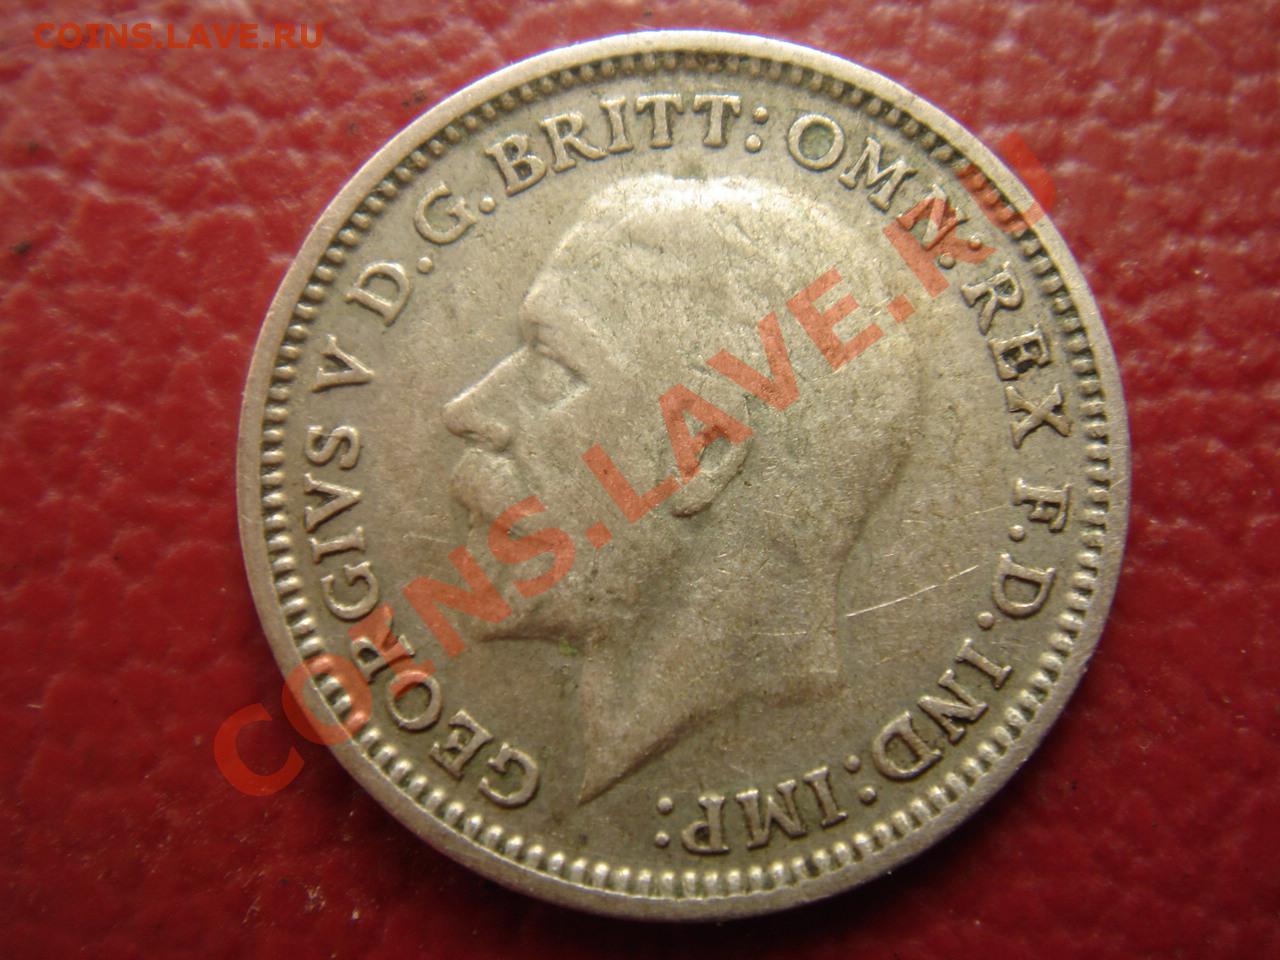 COINS.LAVE.RU
GEORGIVS V D.G.BRITT:OMN:REX F.D.IND:IMP:
COINS.LAVE.RU